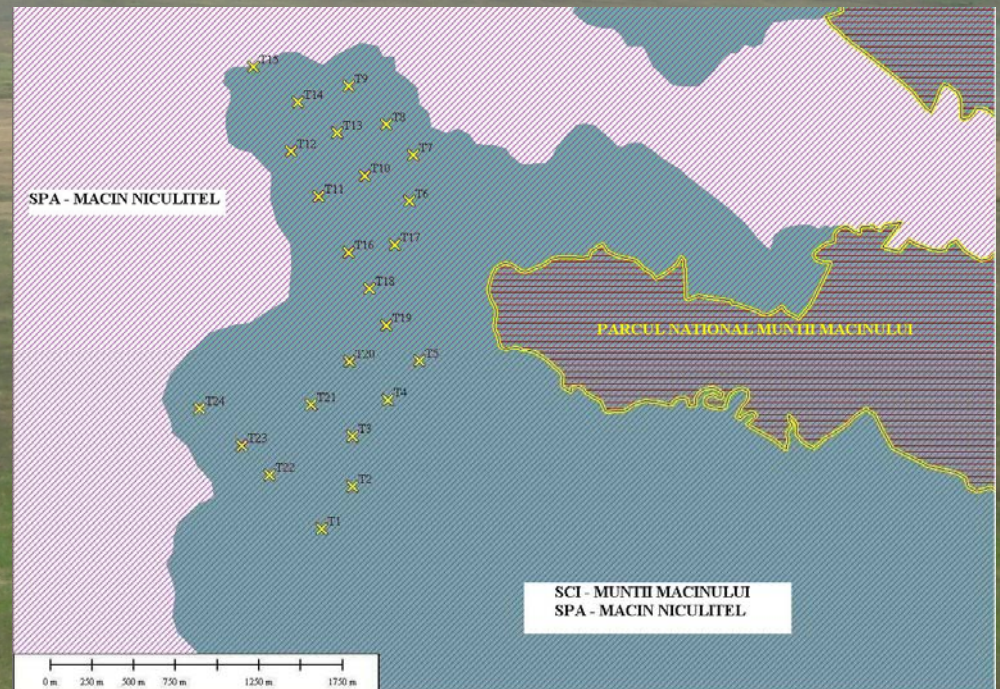 T15
T9
T14
T8
T13
T12
T7
T10
T11
T6
SPA - MACIN NICULITEL
T17
T16
T18
T19
PARCUL NATIONAL MUNTII MACINULUI
T20
T5
T4
T21
T24
T3
T23
T22
T2
T1
SCI - MUNTII MACINULUI
SPA - MACIN NICULITEL
0 m 250 m 500 m 750 m 1250 m 1750 m